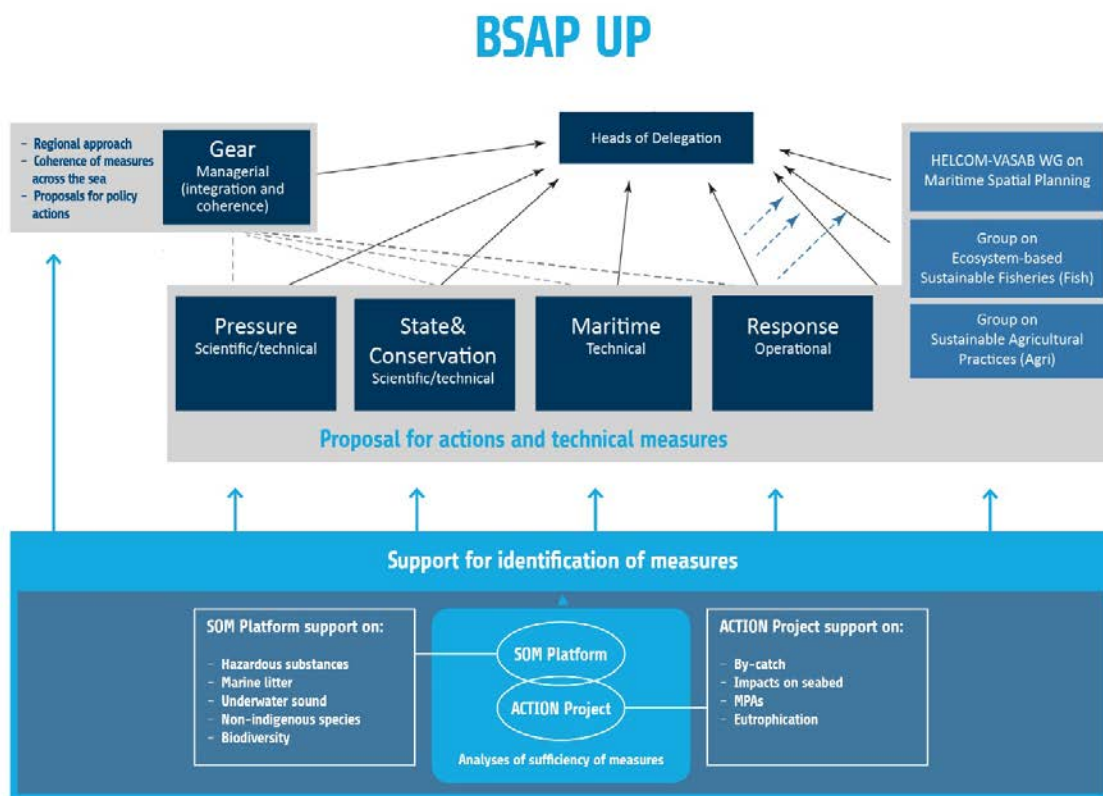 BSAP UP
– Regional approach
– Coherence of measures
across the sea
– Proposals for policy
actions
Gear
Managerial
(integration and
coherence)
Heads of Delegation
HELCOM-VASAB WG on
Maritime Spatial Planning
Group on
Ecosystem-based
Sustainable Fisheries (Fish)
Group on
Sustainable Agricultural
Practices (Agri)
Pressure
Scientific/technical
State&
Conservation
Scientific/technical
Maritime
Technical
Response
Operational
Proposal for actions and technical measures
Support for identification of measures
SOM Platform support on:
– Hazardous substances
– Marine litter
– Underwater sound
– Non-indigenous species
– Biodiversity
SOM Platform
ACTION Project
Analyses of sufficiency of measures
ACTION Project support on:
– By-catch
– Impacts on seabed
– MPAs
– Eutrophication